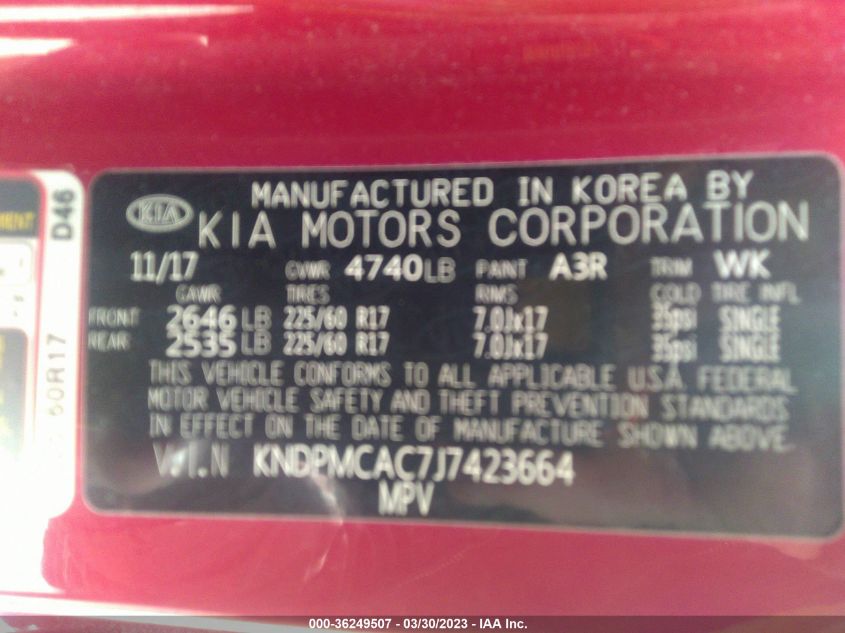 MANUFACTURED IN KOREA BY
KIA KIA MOTORS CORPORATION
11/17 GVWR 4740LB PAINT A3R TRIM WK
GAWR TIRES RIMS COLD TIRE INFL
FRONT 2646 LB 225/60 R17 7.0Jx17 35psi SINGLE
REAR 2535 LB 225/60 R17 7.0Jx17 35psi SINGLE
THIS VEHICLE CONFORMS TO ALL APPLICABLE U.S.A. FEDERAL
MOTOR VEHICLE SAFETY AND THEFT PREVENTION STANDARDS
IN EFFECT ON THE DATE OF MANUFACTURE SHOWN ABOVE.
V.I.N KNDPMCAC7J7423664
MPV
D46
60R17
000-36249507 - 03/30/2023 - IAA Inc.